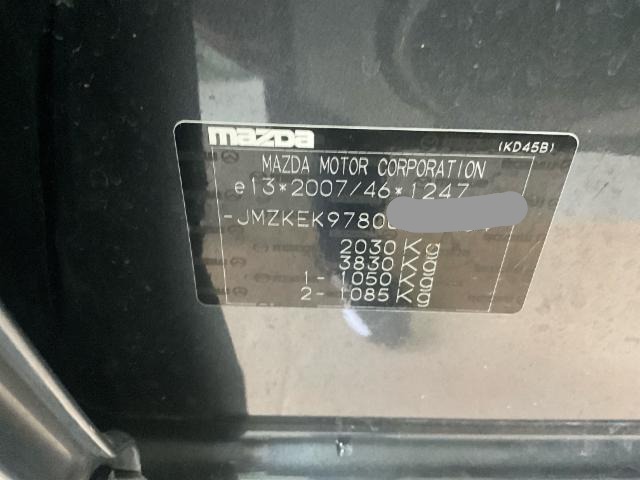 mazda (KD45B)
MAZDA MOTOR CORPORATION
e13*2007/46*1247
-JMZKEK9780
2030 Kg
3830 Kg
1-1050 Kg
2-1085 Kg